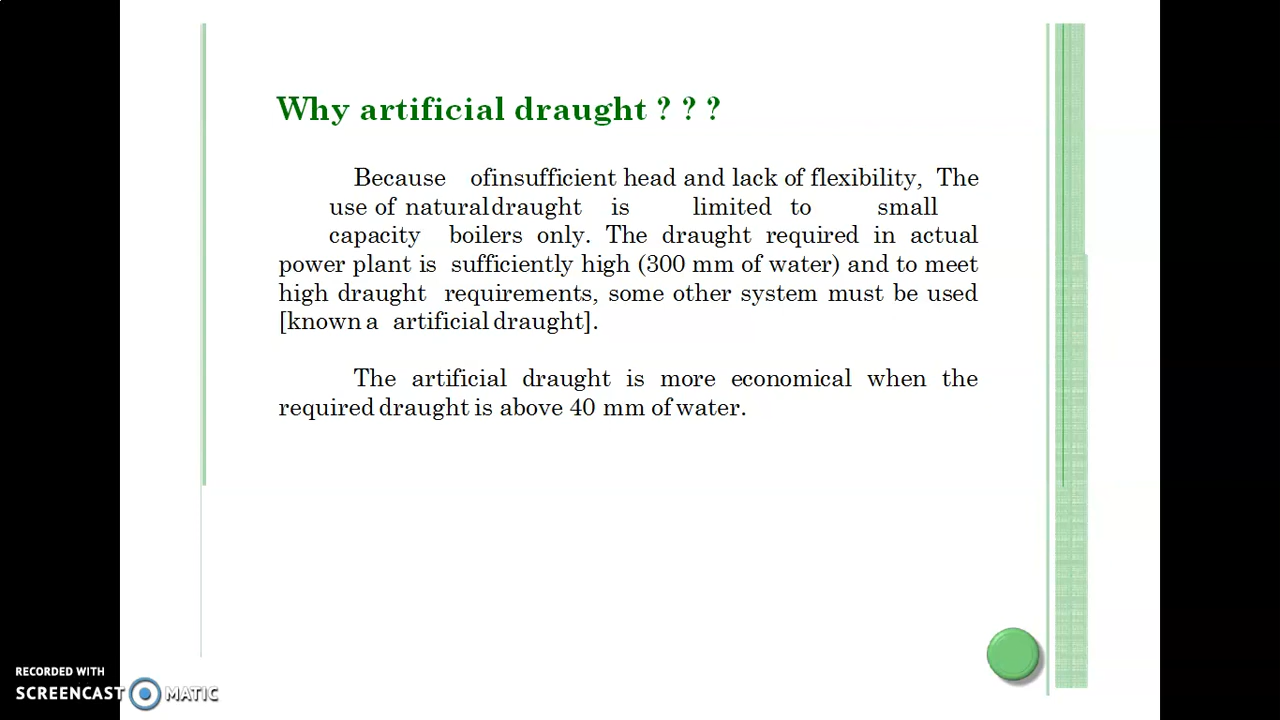 Why artificial draught ? ? ?
Because ofinsufficient head and lack of flexibility, The
use of naturaldraught is limited to small
capacity boilers only. The draught required in actual
power plant is sufficiently high (300 mm of water) and to meet
high draught requirements, some other system must be used
[known a artificial draught].
The artificial draught is more economical when the
required draught is above 40 mm of water.
RECORDED WITH
SCREENCAST MATIC